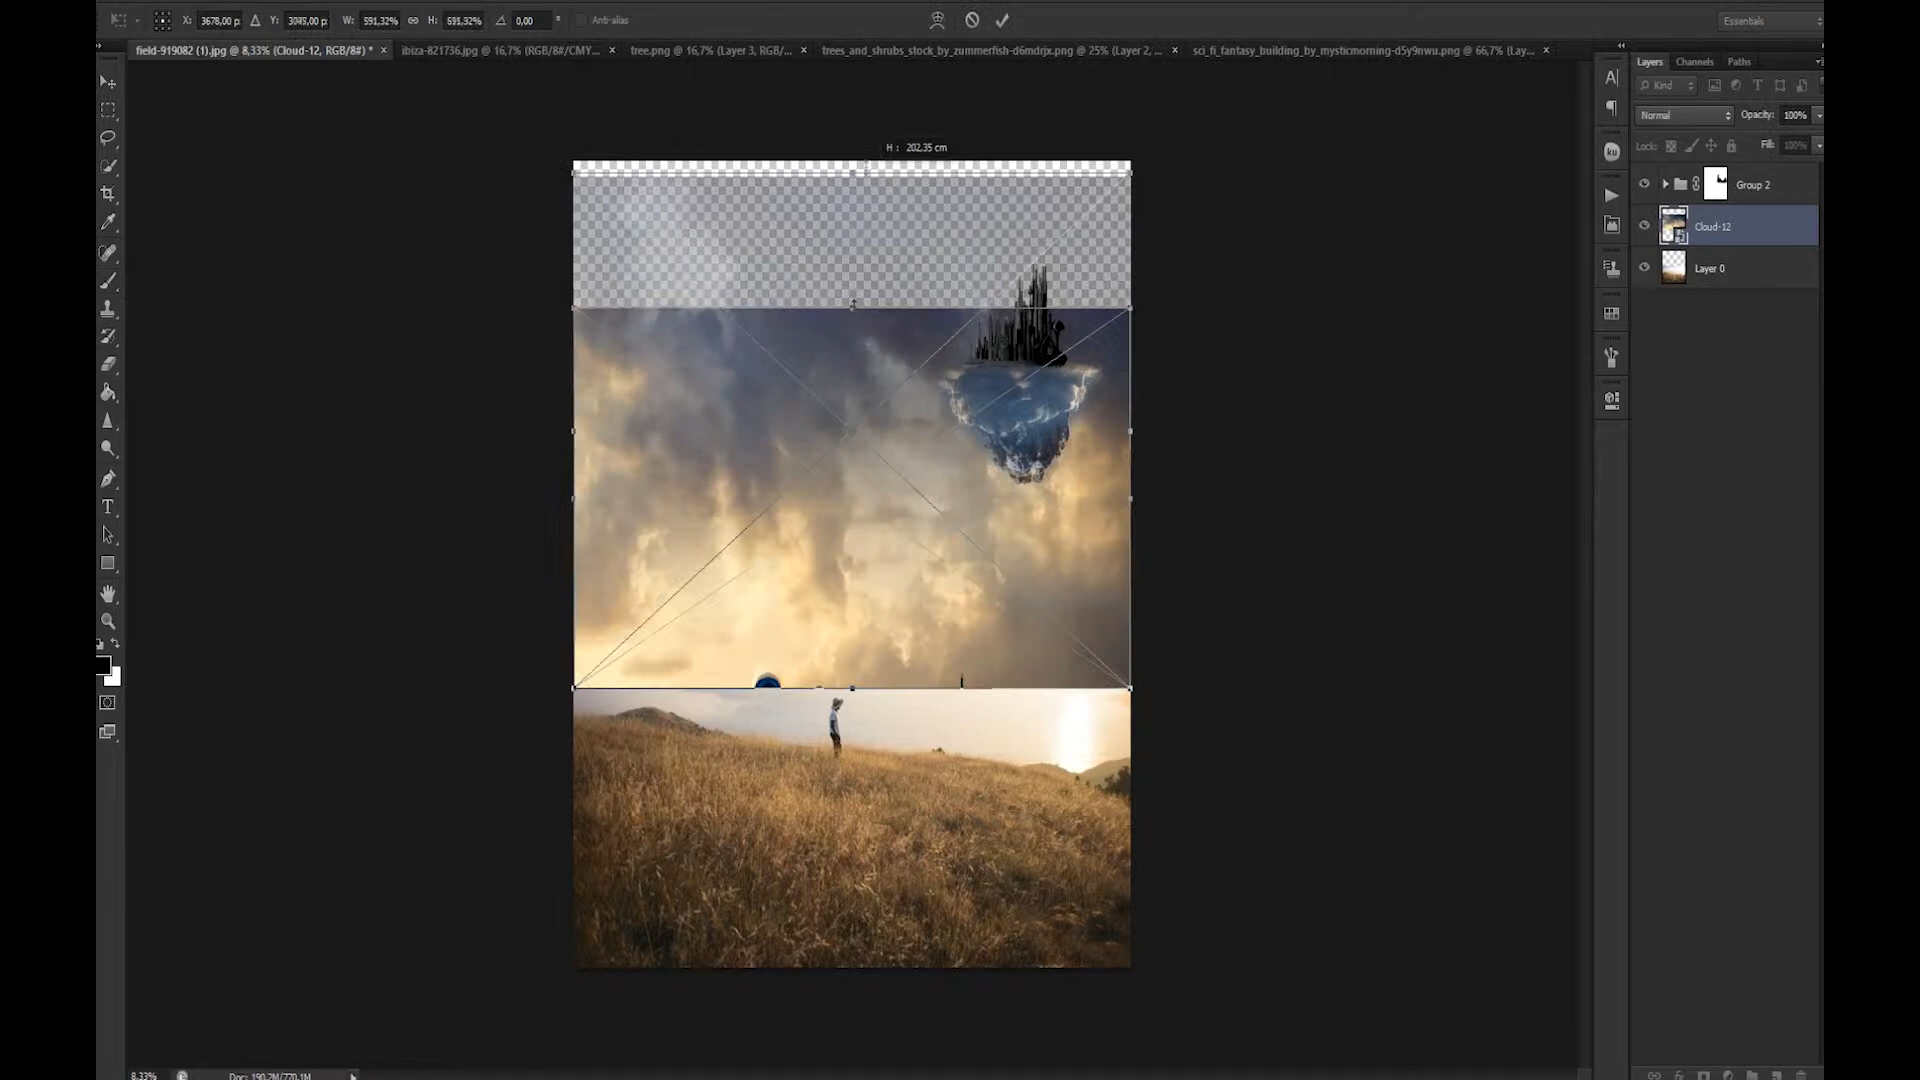 X: 3678,00 p Y: 3045,00 p W: 591,32% H: 0,00 ° Anti-alias Essentials
field-919082 (1).jpg @ 8,33% (Cloud-12, RGB/8#) * × ibiza-821736.jpg @ 16,7% (RGB/8#/CMY... × tree.png @ 16,7% (Layer 3, RGB/... × trees_and_shrubs_stock_by_zummerfish-d6mdrjx.png @ 25% (Layer 2, ... × sci_fi_fantasy_building_by_mysticmorning-d5y9nwu.png @ 66,7% (Lay... ×
Layers Channels Paths
Kind
Normal Opacity: 100%
Lock: Fill: 100%
H : 202,35 cm
Group 2
Cloud-12
Layer 0
ku
8,33% Doc: 190,2M/770,1M